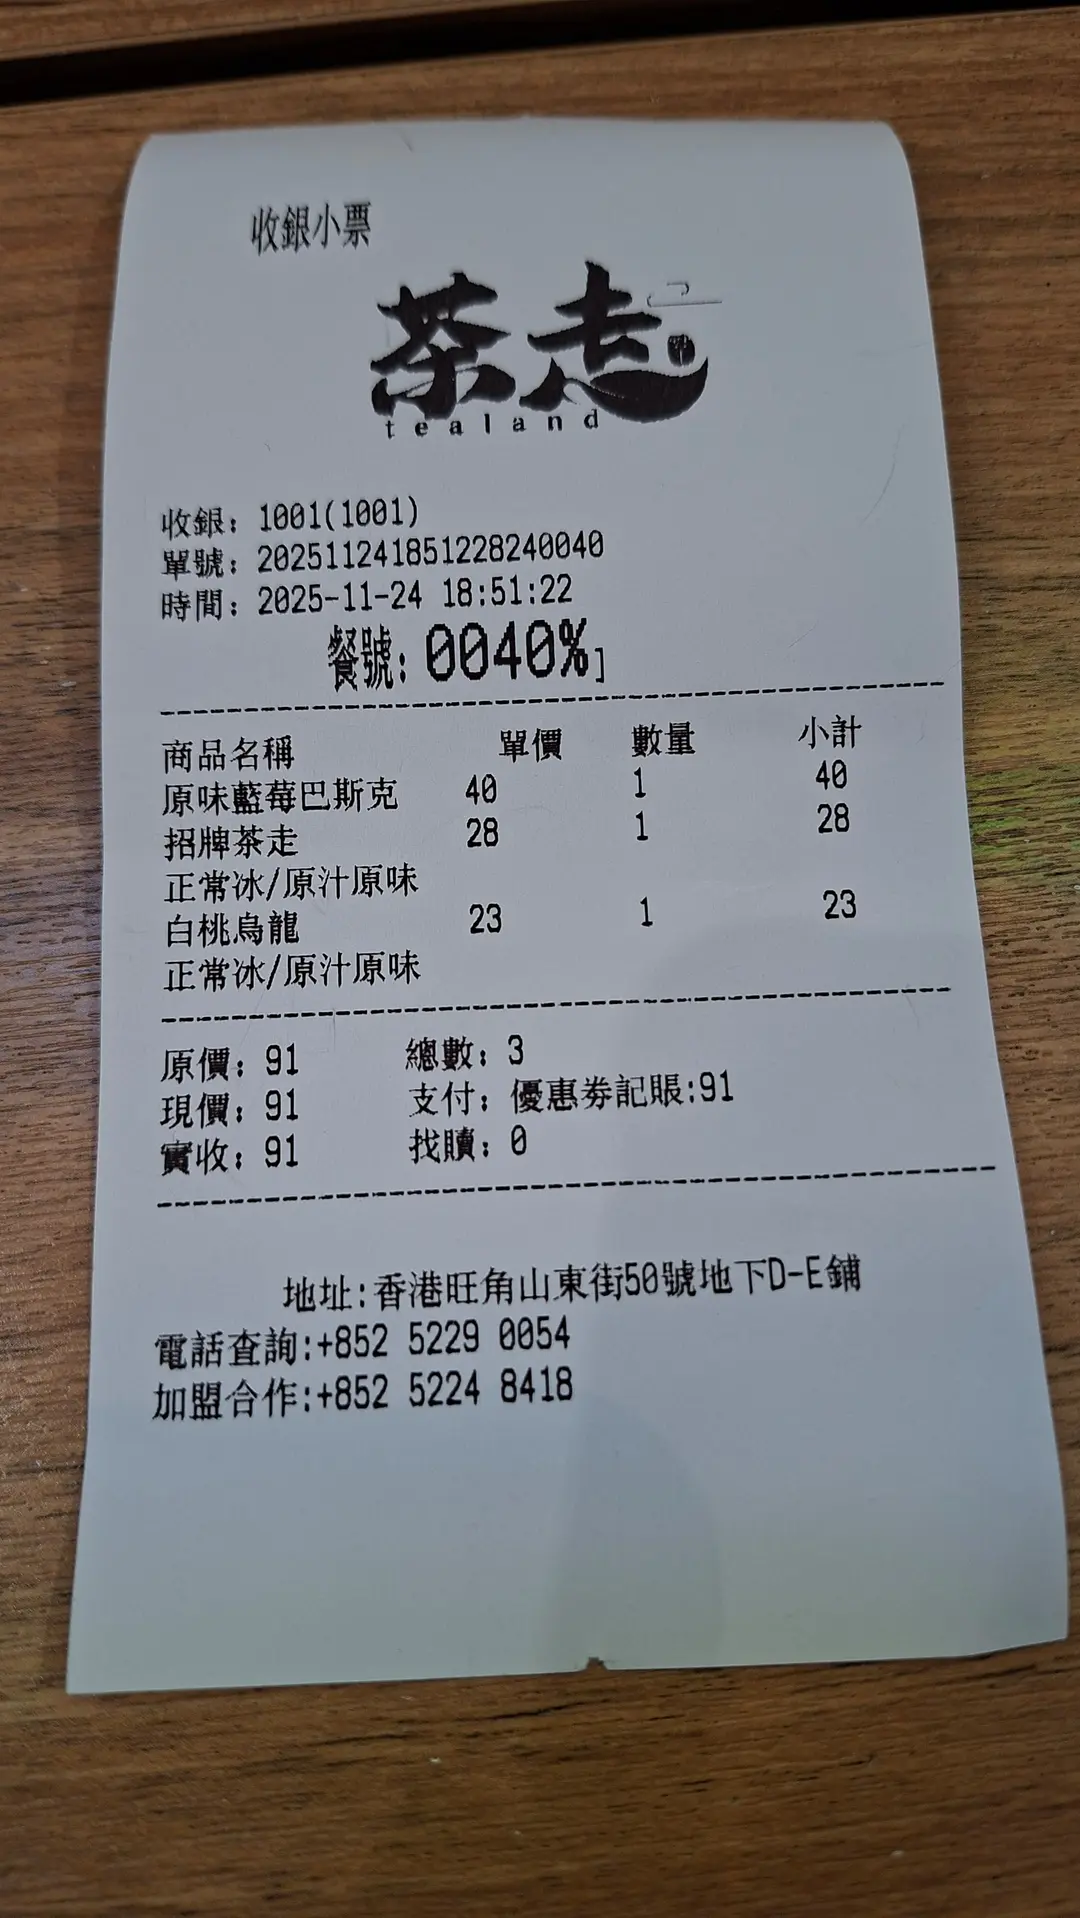 收銀小票
茶走
tealand
收銀: 1001(1001)
單號: 202511241851228240040
時間: 2025-11-24 18:51:22
餐號: 0040%]
商品名稱 單價 數量 小計
原味藍莓巴斯克 40 1 40
招牌茶走 28 1 28
正常冰/原汁原味
白桃烏龍 23 1 23
正常冰/原汁原味
原價: 91 總數: 3
現價: 91 支付: 優惠券記賬:91
實收: 91 找贖: 0
地址:香港旺角山東街50號地下D-E鋪
電話查詢:+852 5229 0054
加盟合作:+852 5224 8418